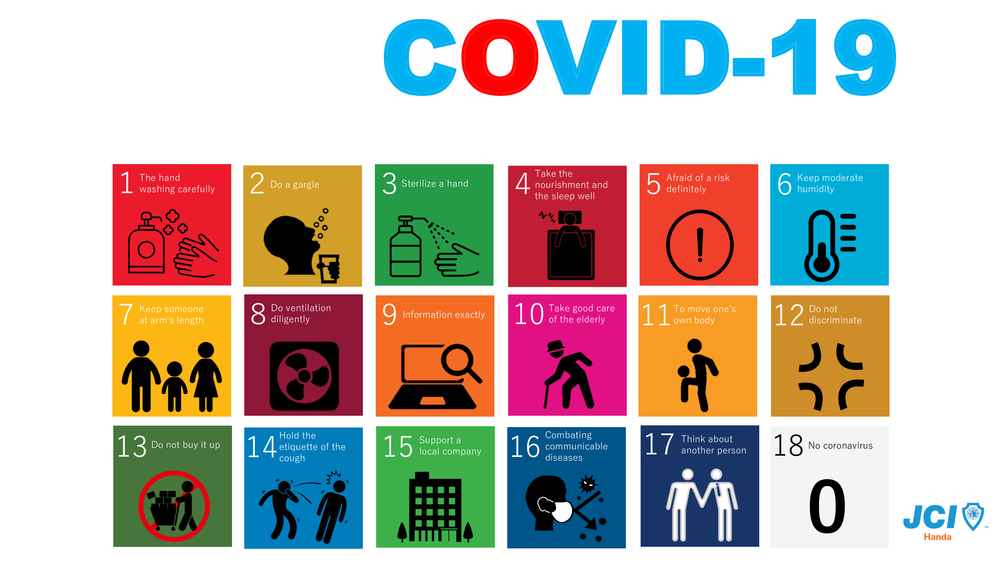 COVID-19
1 The hand
washing carefully
2 Do a gargle
3 Sterilize a hand
4 Take the
nourishment and
the sleep well
5 Afraid of a risk
definitely
6 Keep moderate
humidity
7 Keep someone
at arm's length
8 Do ventilation
diligently
9 Information exactly
10 Take good care
of the elderly
11 To move one's
own body
12 Do not
discriminate
13 Do not buy it up
14 Hold the
etiquette of the
cough
15 Support a
local company
16 Combating
communicable
diseases
17 Think about
another person
18 No coronavirus
0
JCI
TM
Handa